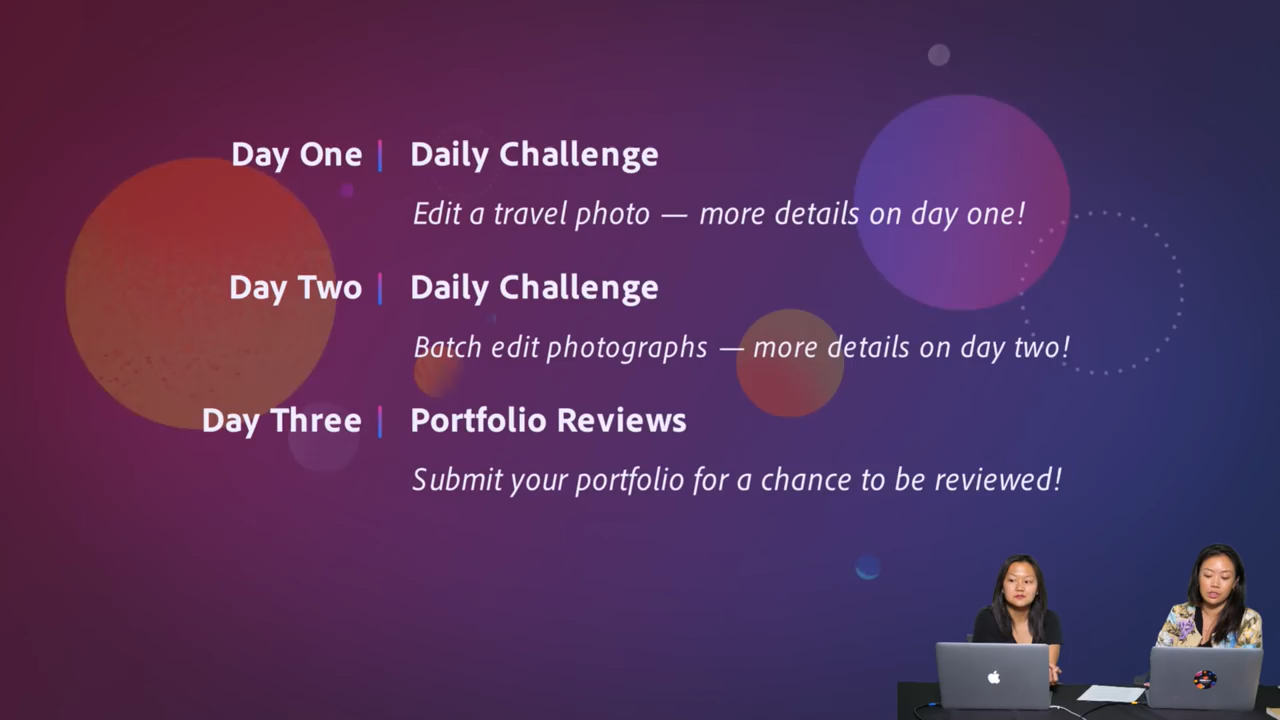 Day One | Daily Challenge
Edit a travel photo — more details on day one!
Day Two | Daily Challenge
Batch edit photographs — more details on day two!
Day Three | Portfolio Reviews
Submit your portfolio for a chance to be reviewed!